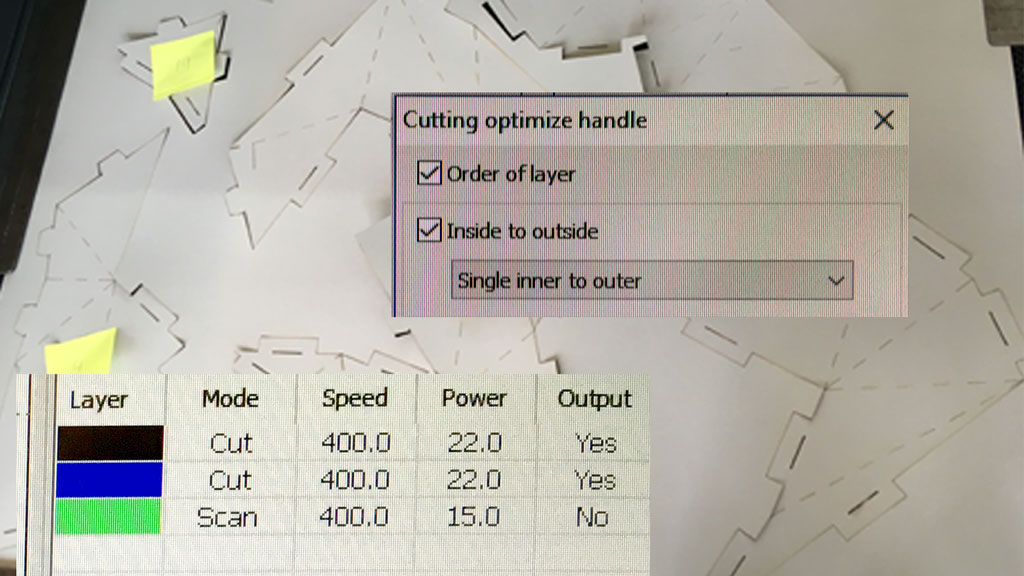 Cutting optimize handle
Order of layer
Inside to outside
Single inner to outer
Layer Mode Speed Power Output
Cut 400.0 22.0 Yes
Cut 400.0 22.0 Yes
Scan 400.0 15.0 No